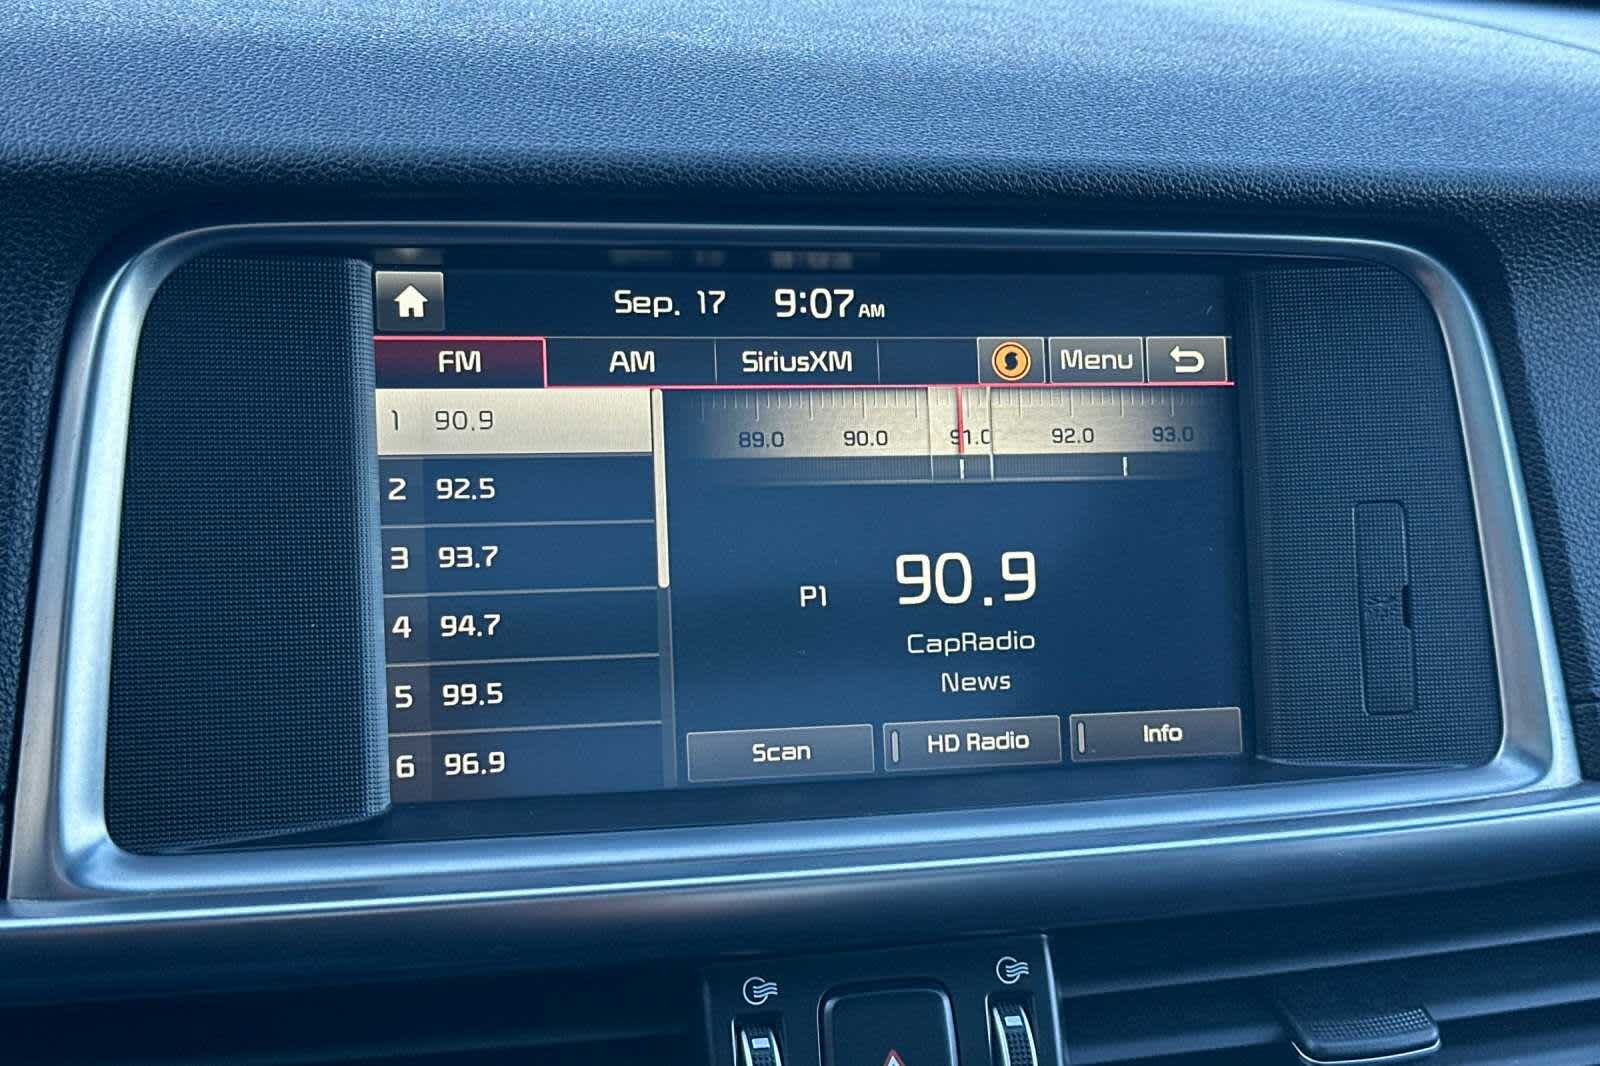 Sep. 17 9:07 AM
FM AM SiriusXM Menu
1 90.9
2 92.5
3 93.7
4 94.7
5 99.5
6 96.9
89.0 90.0 91.0 92.0 93.0
P1 90.9
CapRadio
News
Scan HD Radio Info